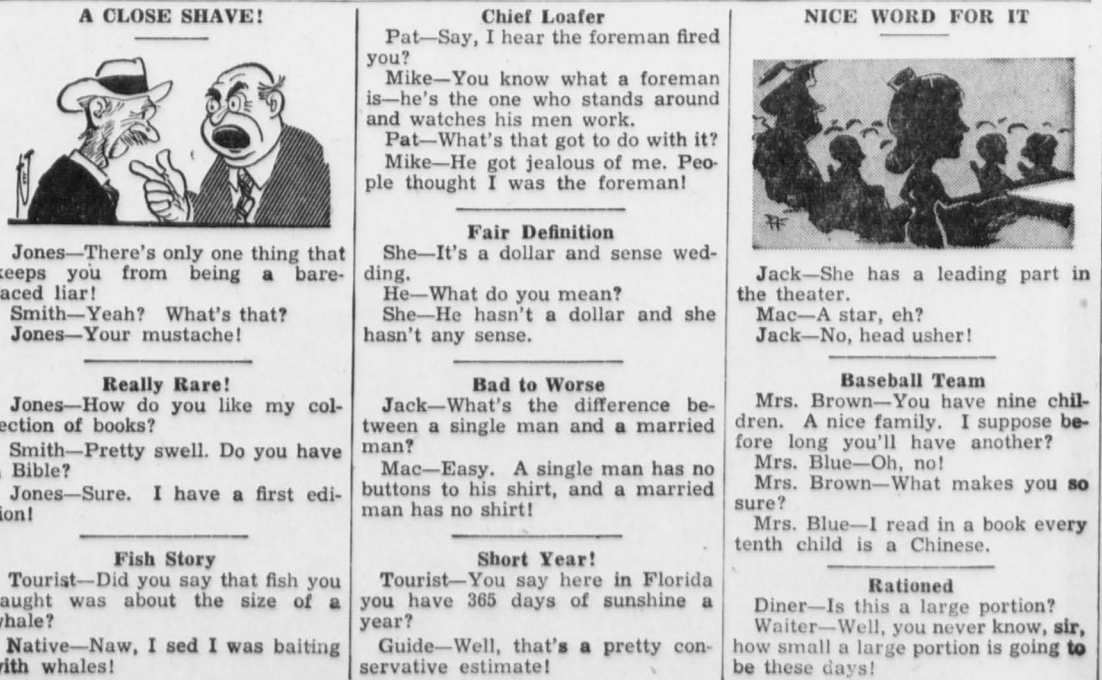 A CLOSE SHAVE!
Jones—There's only one thing that
keeps you from being a bare-
faced liar!
Smith—Yeah? What's that?
Jones—Your mustache!
Really Rare!
Jones—How do you like my col-
lection of books?
Smith—Pretty swell. Do you have
a Bible?
Jones—Sure. I have a first edi-
tion!
Fish Story
Tourist—Did you say that fish you
caught was about the size of a
whale?
Native—Naw, I sed I was baiting
with whales!
Chief Loafer
Pat—Say, I hear the foreman fired
you?
Mike—You know what a foreman
is—he's the one who stands around
and watches his men work.
Pat—What's that got to do with it?
Mike—He got jealous of me. Peo-
ple thought I was the foreman!
Fair Definition
She—It's a dollar and sense wed-
ding.
He—What do you mean?
She—He hasn't a dollar and she
hasn't any sense.
Bad to Worse
Jack—What's the difference be-
tween a single man and a married
man?
Mac—Easy. A single man has no
buttons to his shirt, and a married
man has no shirt!
Short Year!
Tourist—You say here in Florida
you have 365 days of sunshine a
year?
Guide—Well, that's a pretty con-
servative estimate!
NICE WORD FOR IT
Jack—She has a leading part in
the theater.
Mac—A star, eh?
Jack—No, head usher!
Baseball Team
Mrs. Brown—You have nine chil-
dren. A nice family. I suppose be-
fore long you'll have another?
Mrs. Blue—Oh, no!
Mrs. Brown—What makes you so
sure?
Mrs. Blue—I read in a book every
tenth child is a Chinese.
Rationed
Diner—Is this a large portion?
Waiter—Well, you never know, sir,
how small a large portion is going to
be these days!